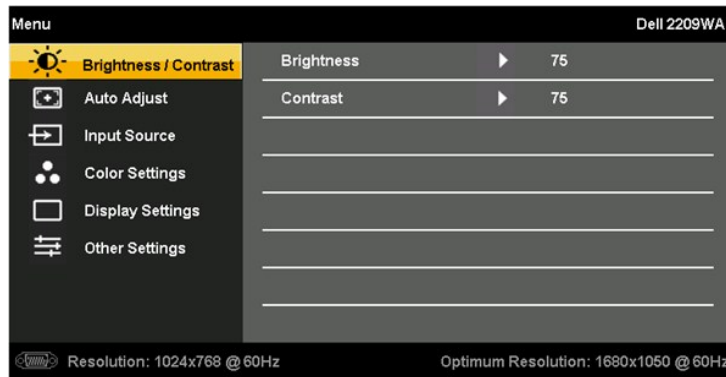 Menu Dell 2209WA
Brightness / Contrast Brightness 75
Auto Adjust Contrast 75
Input Source
Color Settings
Display Settings
Other Settings
Resolution: 1024x768 @ 60Hz Optimum Resolution: 1680x1050 @ 60Hz